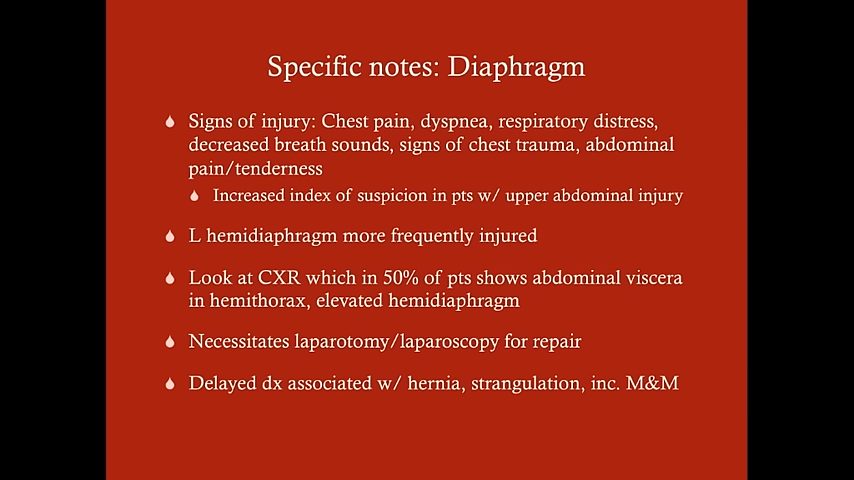 Specific notes: Diaphragm
Signs of injury: Chest pain, dyspnea, respiratory distress,
decreased breath sounds, signs of chest trauma, abdominal
pain/tenderness
Increased index of suspicion in pts w/ upper abdominal injury
L hemidiaphragm more frequently injured
Look at CXR which in 50% of pts shows abdominal viscera
in hemithorax, elevated hemidiaphragm
Necessitates laparotomy/laparoscopy for repair
Delayed dx associated w/ hernia, strangulation, inc. M&M